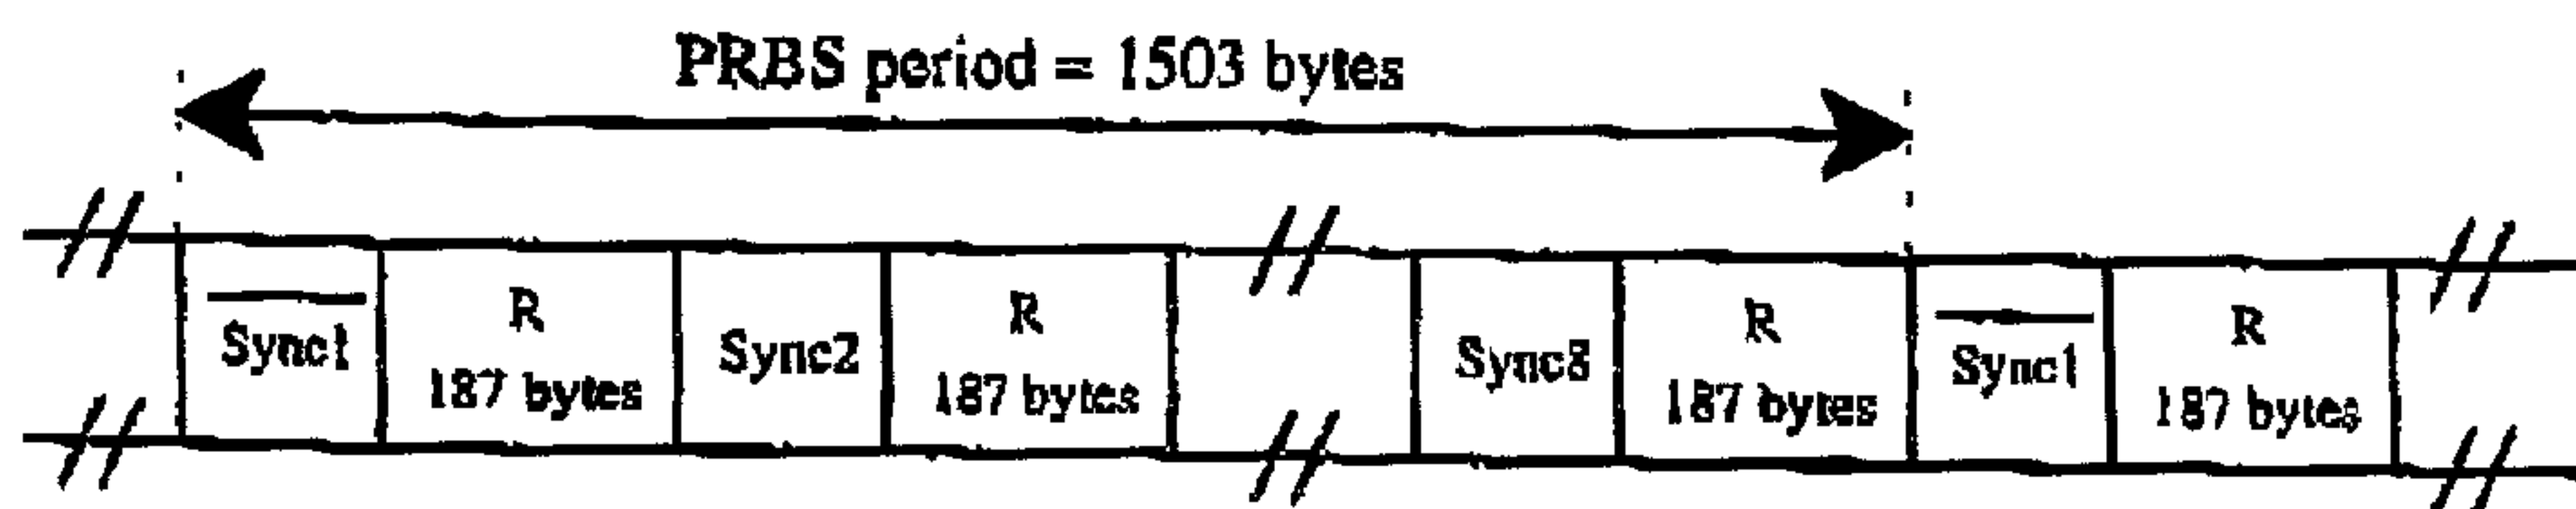 PRBS period = 1503 bytes
Sync1
R
187 bytes
Sync2
R
187 bytes
Sync8
R
187 bytes
Sync1
R
187 bytes